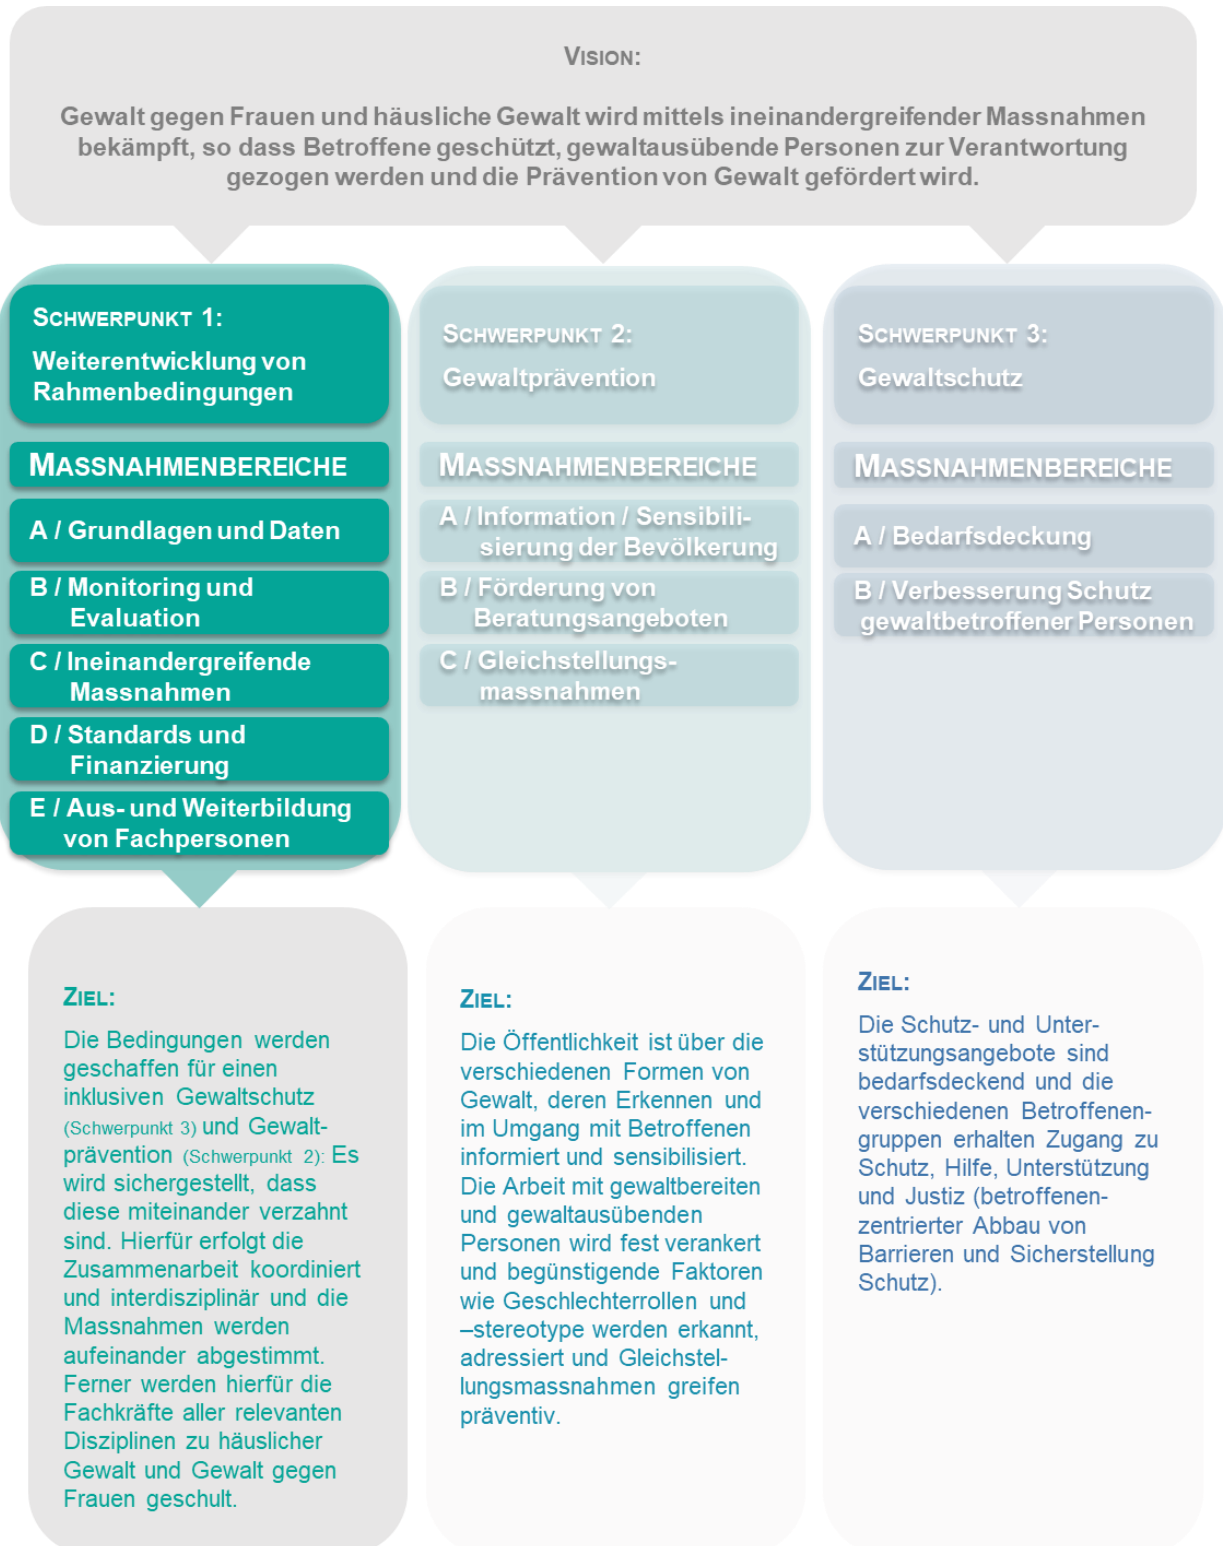 VISION:
Gewalt gegen Frauen und häusliche Gewalt wird mittels ineinandergreifender Massnahmen
bekämpft, so dass Betroffene geschützt, gewaltausübende Personen zur Verantwortung
gezogen werden und die Prävention von Gewalt gefördert wird.
SCHWERPUNKT 1:
Weiterentwicklung von
Rahmenbedingungen
MASSNAHMENBEREICHE
A / Grundlagen und Daten
B / Monitoring und
Evaluation
C / Ineinandergreifende
Massnahmen
D / Standards und
Finanzierung
E / Aus- und Weiterbildung
von Fachpersonen
ZIEL:
Die Bedingungen werden
geschaffen für einen
inklusiven Gewaltschutz
(Schwerpunkt 3) und Gewalt-
prävention (Schwerpunkt 2): Es
wird sichergestellt, dass
diese miteinander verzahnt
sind. Hierfür erfolgt die
Zusammenarbeit koordiniert
und interdisziplinär und die
Massnahmen werden
aufeinander abgestimmt.
Ferner werden hierfür die
Fachkräfte aller relevanten
Disziplinen zu häuslicher
Gewalt und Gewalt gegen
Frauen geschult.
SCHWERPUNKT 2:
Gewaltprävention
MASSNAHMENBEREICHE
A / Information / Sensibili-
sierung der Bevölkerung
B / Förderung von
Beratungsangeboten
C / Gleichstellungs-
massnahmen
ZIEL:
Die Öffentlichkeit ist über die
verschiedenen Formen von
Gewalt, deren Erkennen und
im Umgang mit Betroffenen
informiert und sensibilisiert.
Die Arbeit mit gewaltbereiten
und gewaltausübenden
Personen wird fest verankert
und begünstigende Faktoren
wie Geschlechterrollen und
–stereotype werden erkannt,
adressiert und Gleichstel-
lungsmassnahmen greifen
präventiv.
SCHWERPUNKT 3:
Gewaltschutz
MASSNAHMENBEREICHE
A / Bedarfsdeckung
B / Verbesserung Schutz
gewaltbetroffener Personen
ZIEL:
Die Schutz- und Unter-
stützungsangebote sind
bedarfsdeckend und die
verschiedenen Betroffenen-
gruppen erhalten Zugang zu
Schutz, Hilfe, Unterstützung
und Justiz (betroffenen-
zentrierter Abbau von
Barrieren und Sicherstellung
Schutz).